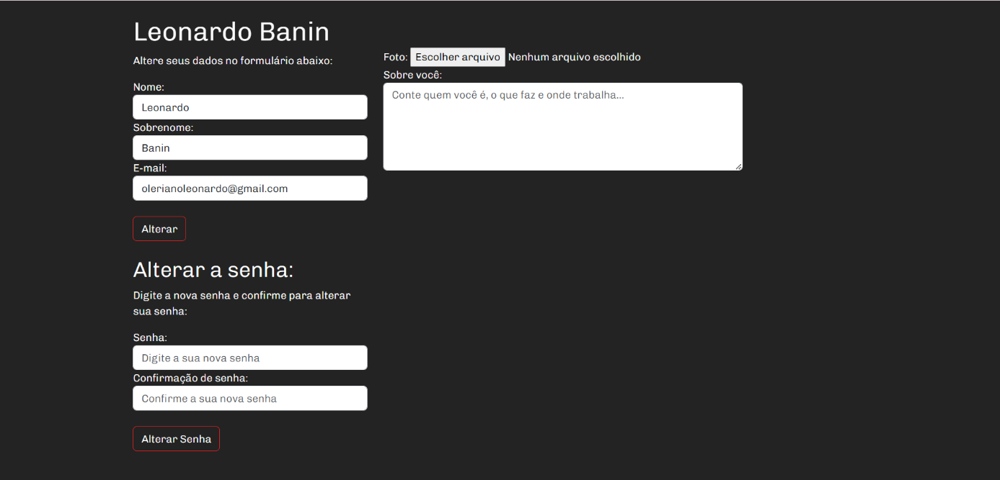 Leonardo Banin
Altere seus dados no formulário abaixo:
Nome:
Leonardo
Sobrenome:
Banin
E-mail:
olerianoleonardo@gmail.com
Alterar
Foto: Escolher arquivo Nenhum arquivo escolhido
Sobre você:
Conte quem você é, o que faz e onde trabalha...
Alterar a senha:
Digite a nova senha e confirme para alterar
sua senha:
Senha:
Digite a sua nova senha
Confirmação de senha:
Confirme a sua nova senha
Alterar Senha